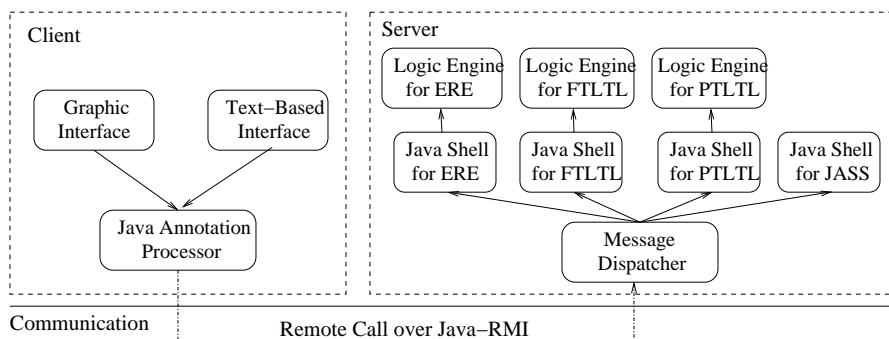 Client
Graphic
Interface
Text–Based
Interface
Java Annotation
Processor
Server
Logic Engine
for ERE
Logic Engine
for FTLTL
Logic Engine
for PTLTL
Java Shell
for ERE
Java Shell
for FTLTL
Java Shell
for PTLTL
Java Shell
for JASS
Message
Dispatcher
Communication
Remote Call over Java–RMI